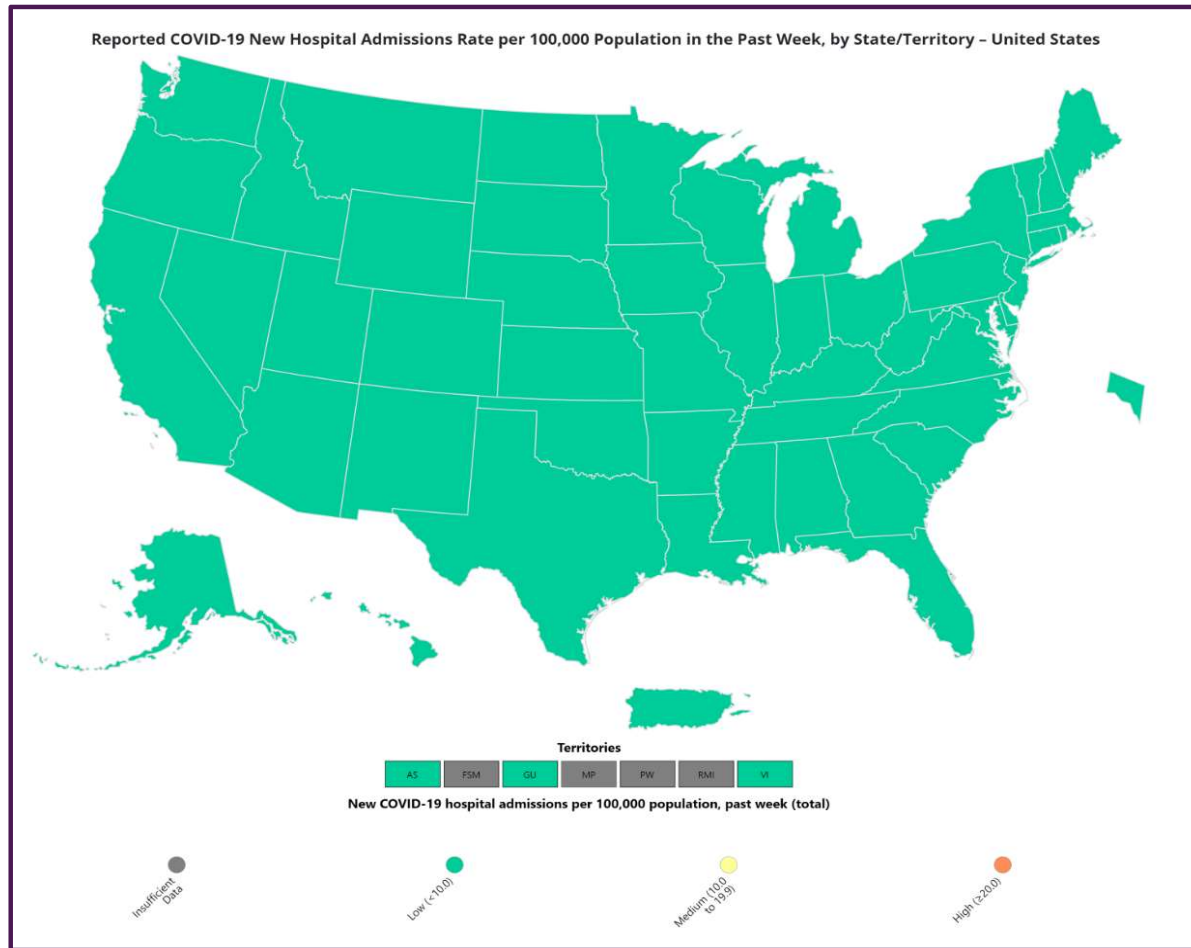 Reported COVID-19 New Hospital Admissions Rate per 100,000 Population in the Past Week, by State/Territory – United States
Territories
AS FSM GU MP PW RMI VI
New COVID-19 hospital admissions per 100,000 population, past week (total)
Insufficient
Data
Low (<10.0)
Medium (10.0
to 19.9)
High (≥20.0)